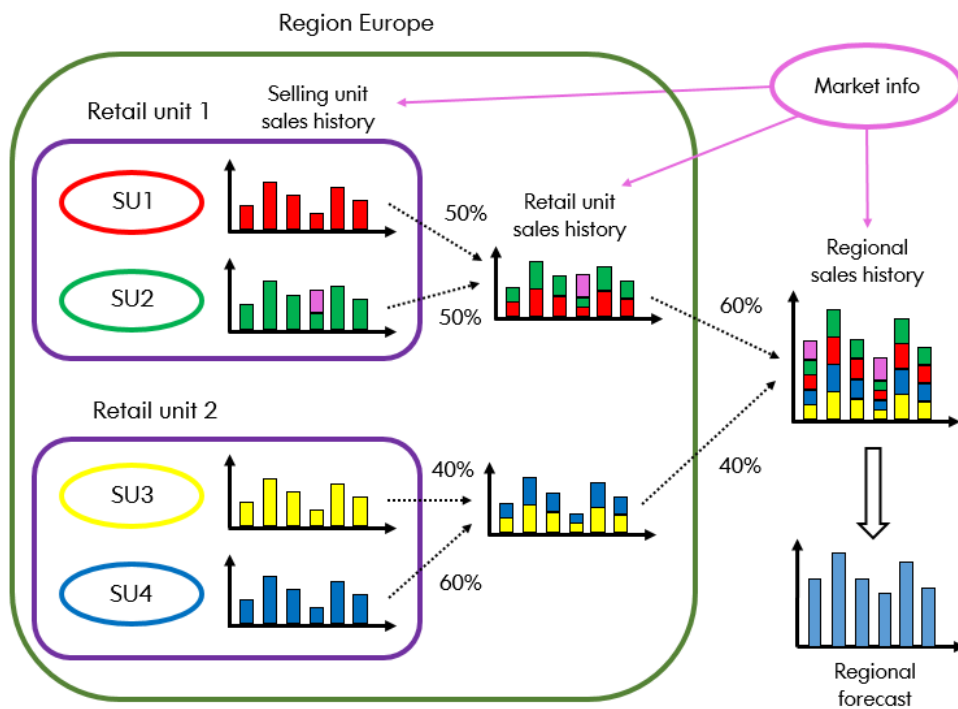 Region Europe
Market info
Selling unit
sales history
Retail unit 1
SU1
50%
Retail unit
sales history
Regional
sales history
SU2
50%
60%
Retail unit 2
SU3
40%
40%
SU4
60%
Regional
forecast